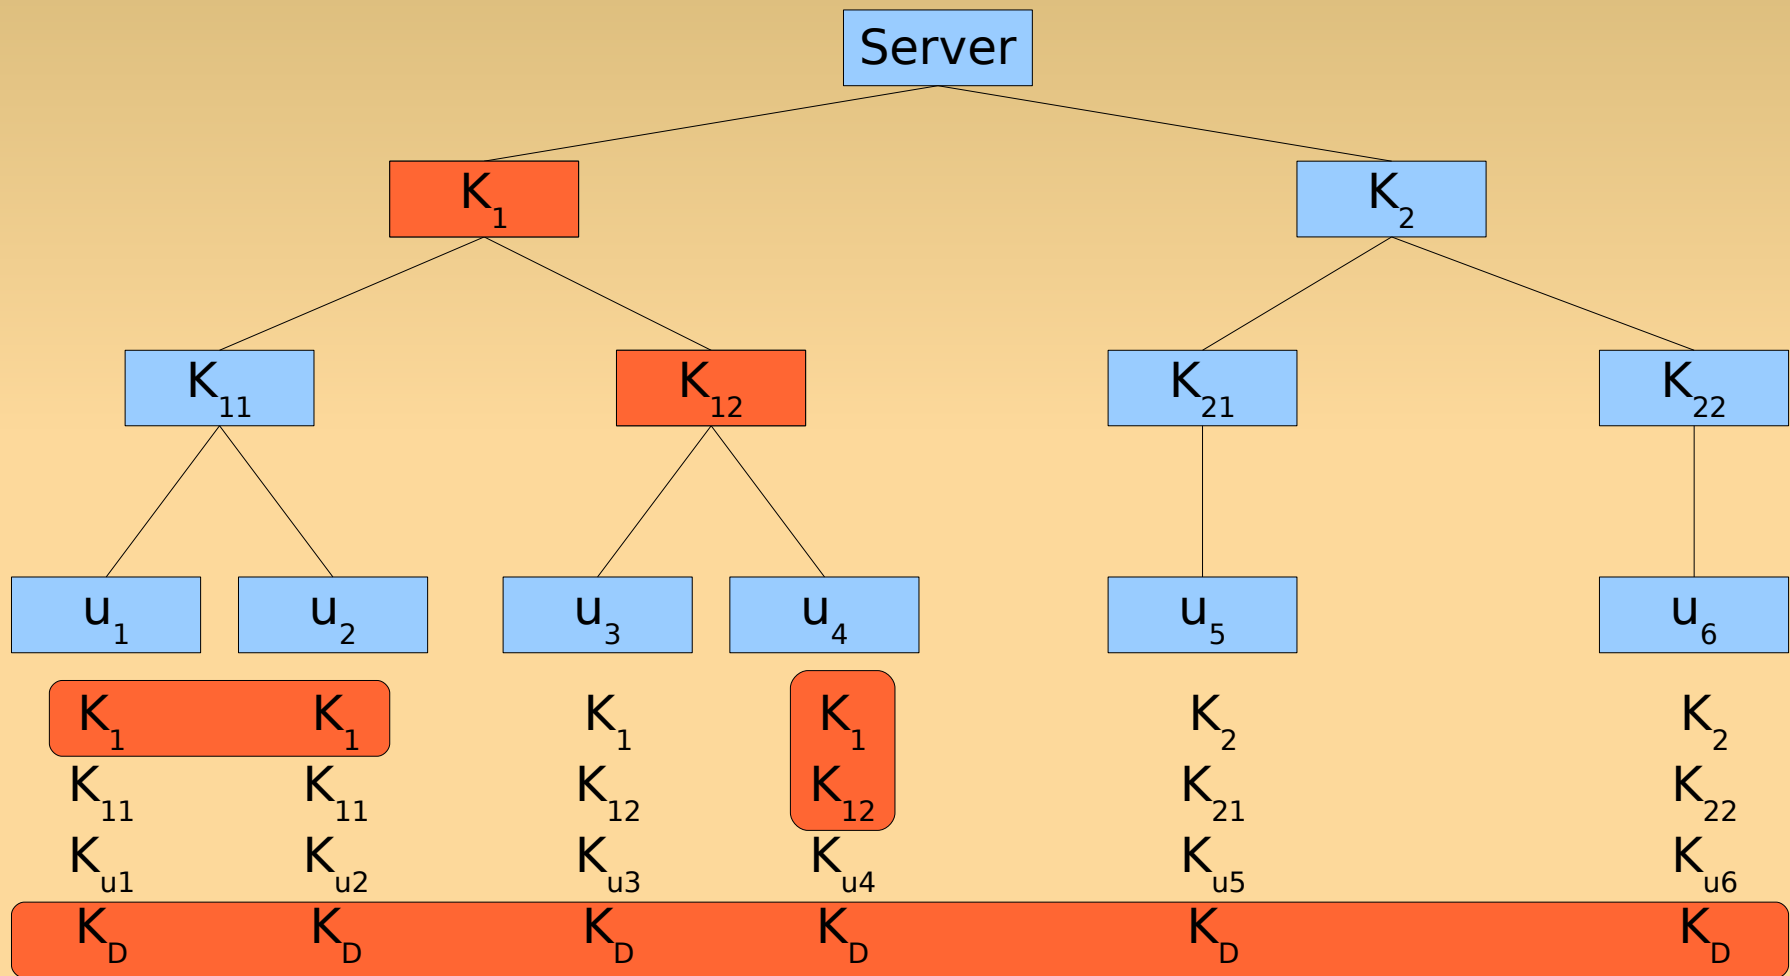 Server
K1 K2
K11 K12 K21 K22
u1 u2 u3 u4 u5 u6
K1 K1 K1 K1 K2 K2
K11 K11 K12 K12 K21 K22
Ku1 Ku2 Ku3 Ku4 Ku5 Ku6
KD KD KD KD KD KD